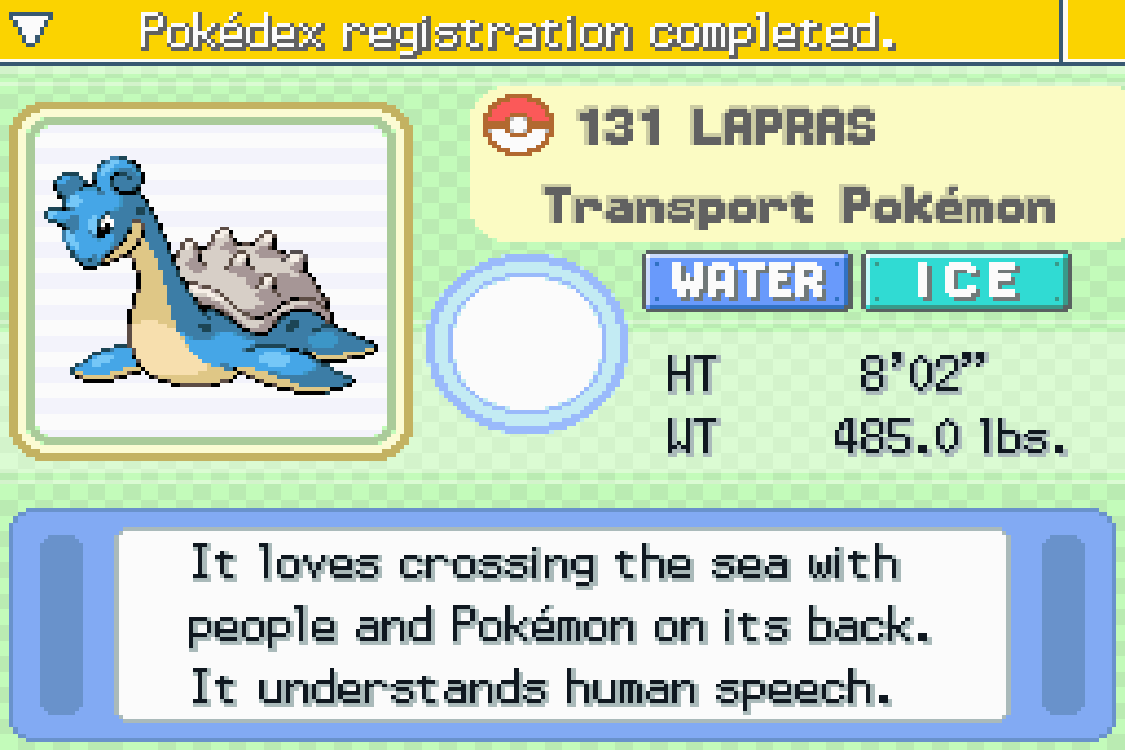 Pokédex registration completed.
131 LAPRAS
Transport Pokémon
WATER ICE
HT 8'02"
WT 485.0 lbs.
It loves crossing the sea with
people and Pokémon on its back.
It understands human speech.